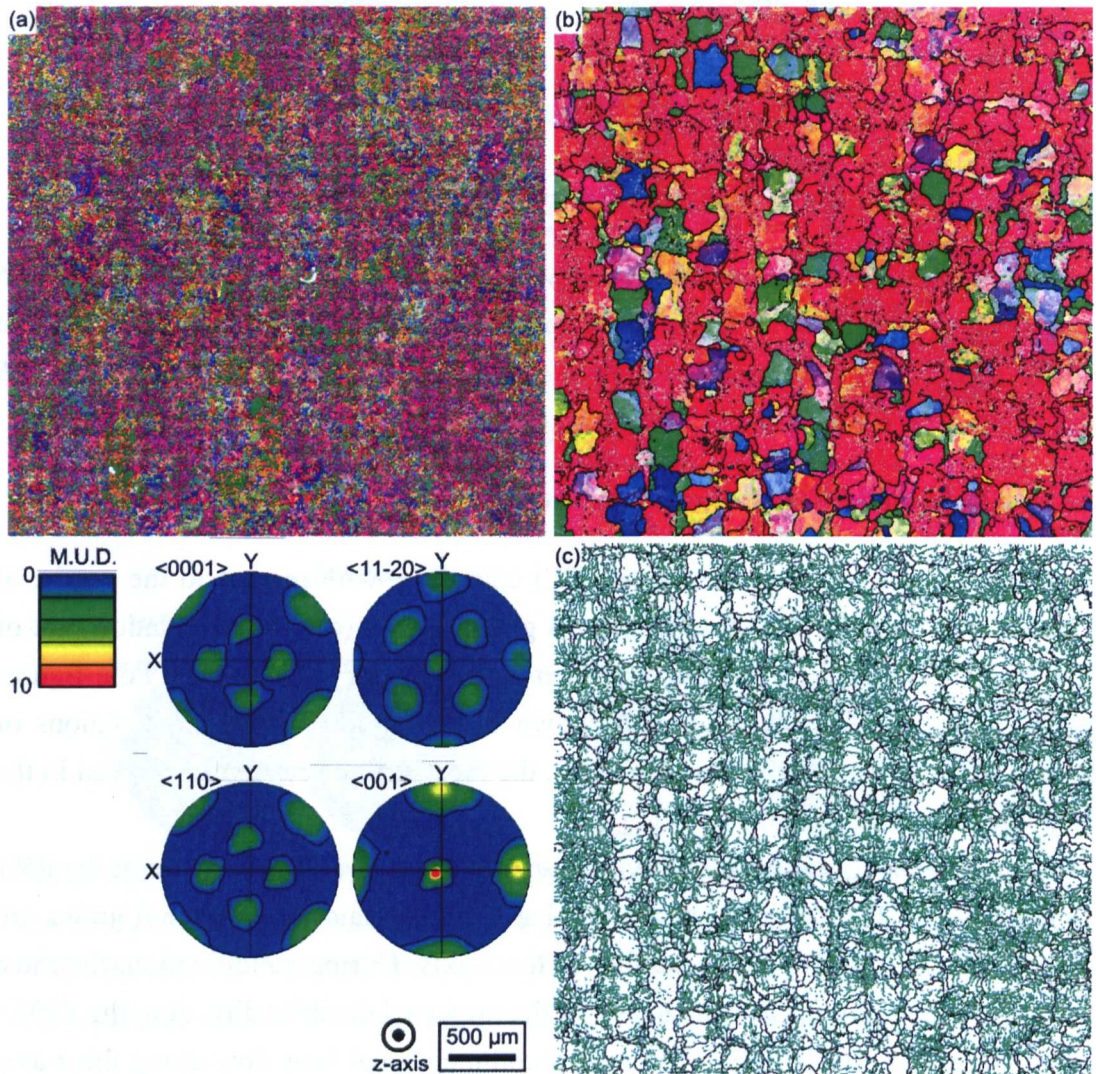 (a)
(b)
M.U.D.
0
10
<0001>
Y
X
<11-20>
Y
<110>
Y
X
<001>
Y
z-axis
500 μm
(c)